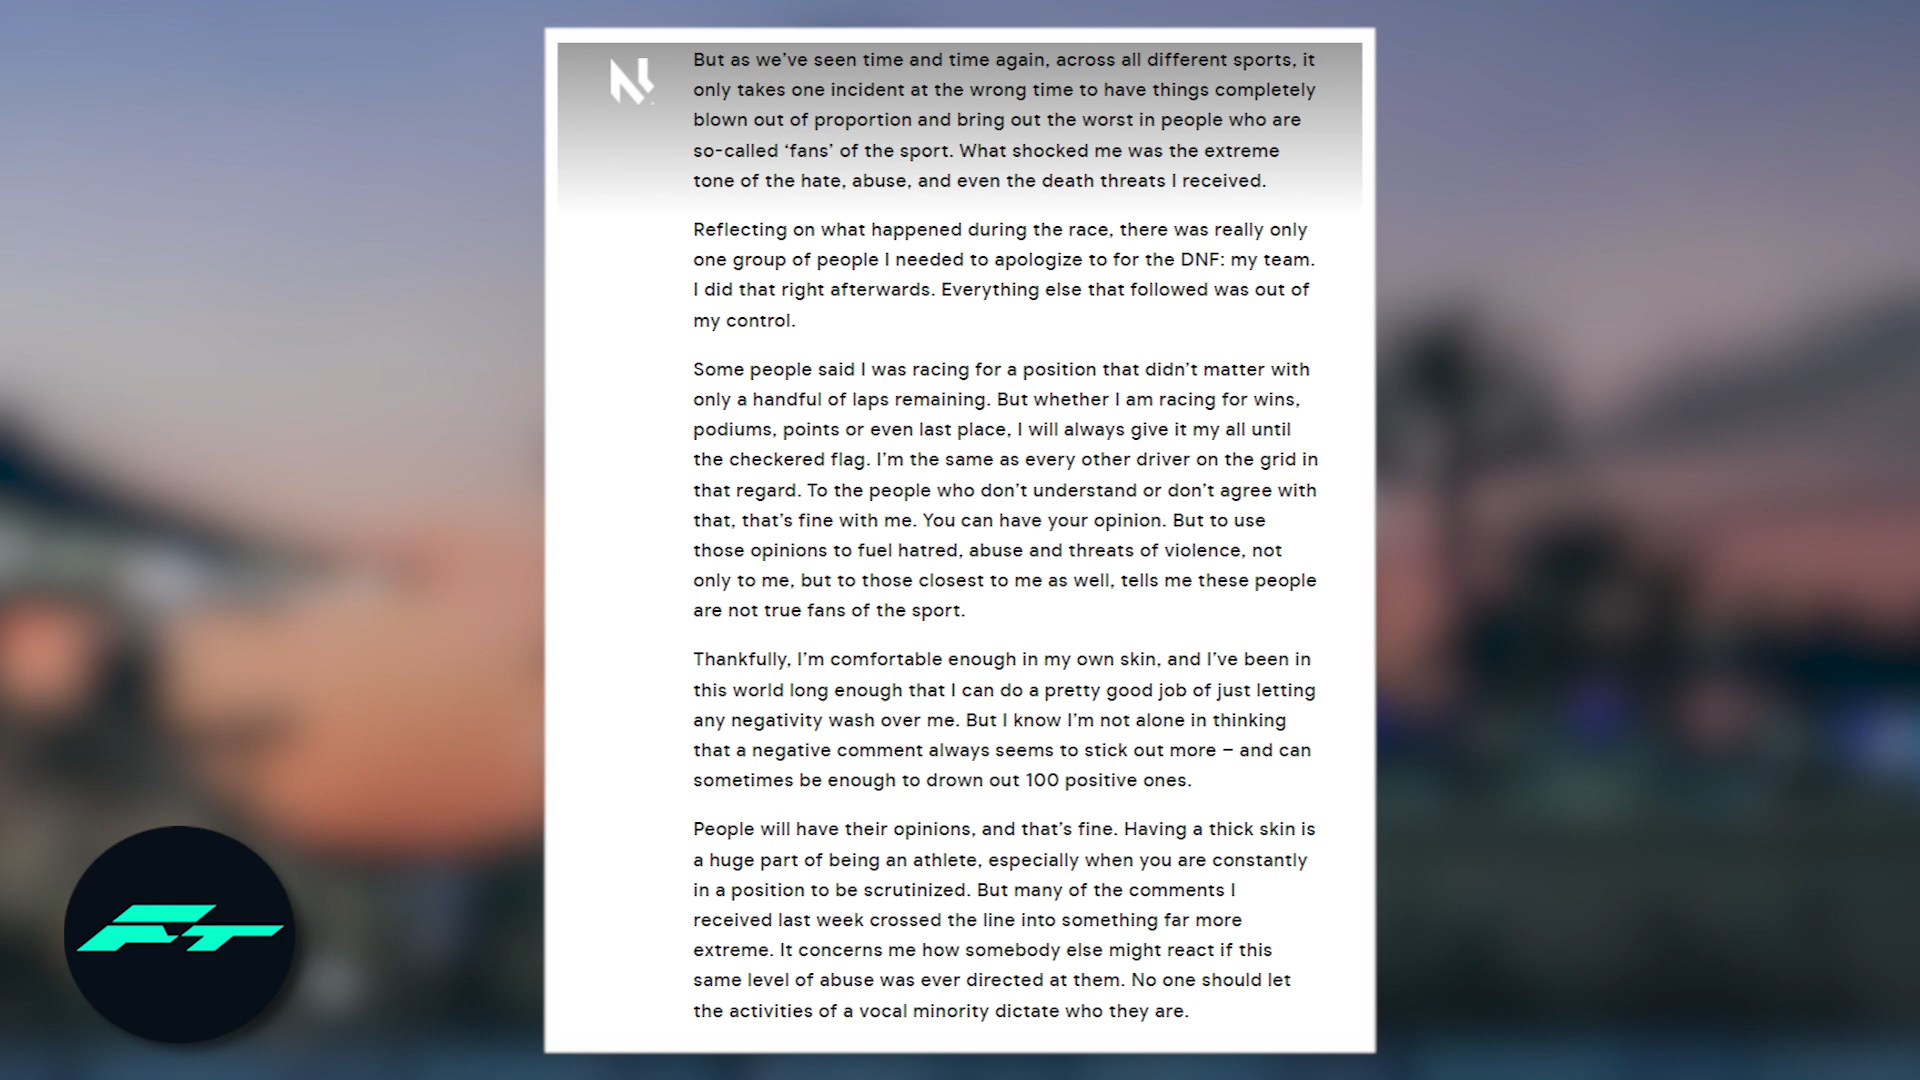 But as we've seen time and time again, across all different sports, it
only takes one incident at the wrong time to have things completely
blown out of proportion and bring out the worst in people who are
so-called ‘fans’ of the sport. What shocked me was the extreme
tone of the hate, abuse, and even the death threats I received.
Reflecting on what happened during the race, there was really only
one group of people I needed to apologize to for the DNF: my team.
I did that right afterwards. Everything else that followed was out of
my control.
Some people said I was racing for a position that didn’t matter with
only a handful of laps remaining. But whether I am racing for wins,
podiums, points or even last place, I will always give it my all until
the checkered flag. I’m the same as every other driver on the grid in
that regard. To the people who don’t understand or don’t agree with
that, that’s fine with me. You can have your opinion. But to use
those opinions to fuel hatred, abuse and threats of violence, not
only to me, but to those closest to me as well, tells me these people
are not true fans of the sport.
Thankfully, I’m comfortable enough in my own skin, and I’ve been in
this world long enough that I can do a pretty good job of just letting
any negativity wash over me. But I know I’m not alone in thinking
that a negative comment always seems to stick out more – and can
sometimes be enough to drown out 100 positive ones.
People will have their opinions, and that’s fine. Having a thick skin is
a huge part of being an athlete, especially when you are constantly
in a position to be scrutinized. But many of the comments I
received last week crossed the line into something far more
extreme. It concerns me how somebody else might react if this
same level of abuse was ever directed at them. No one should let
the activities of a vocal minority dictate who they are.
FT